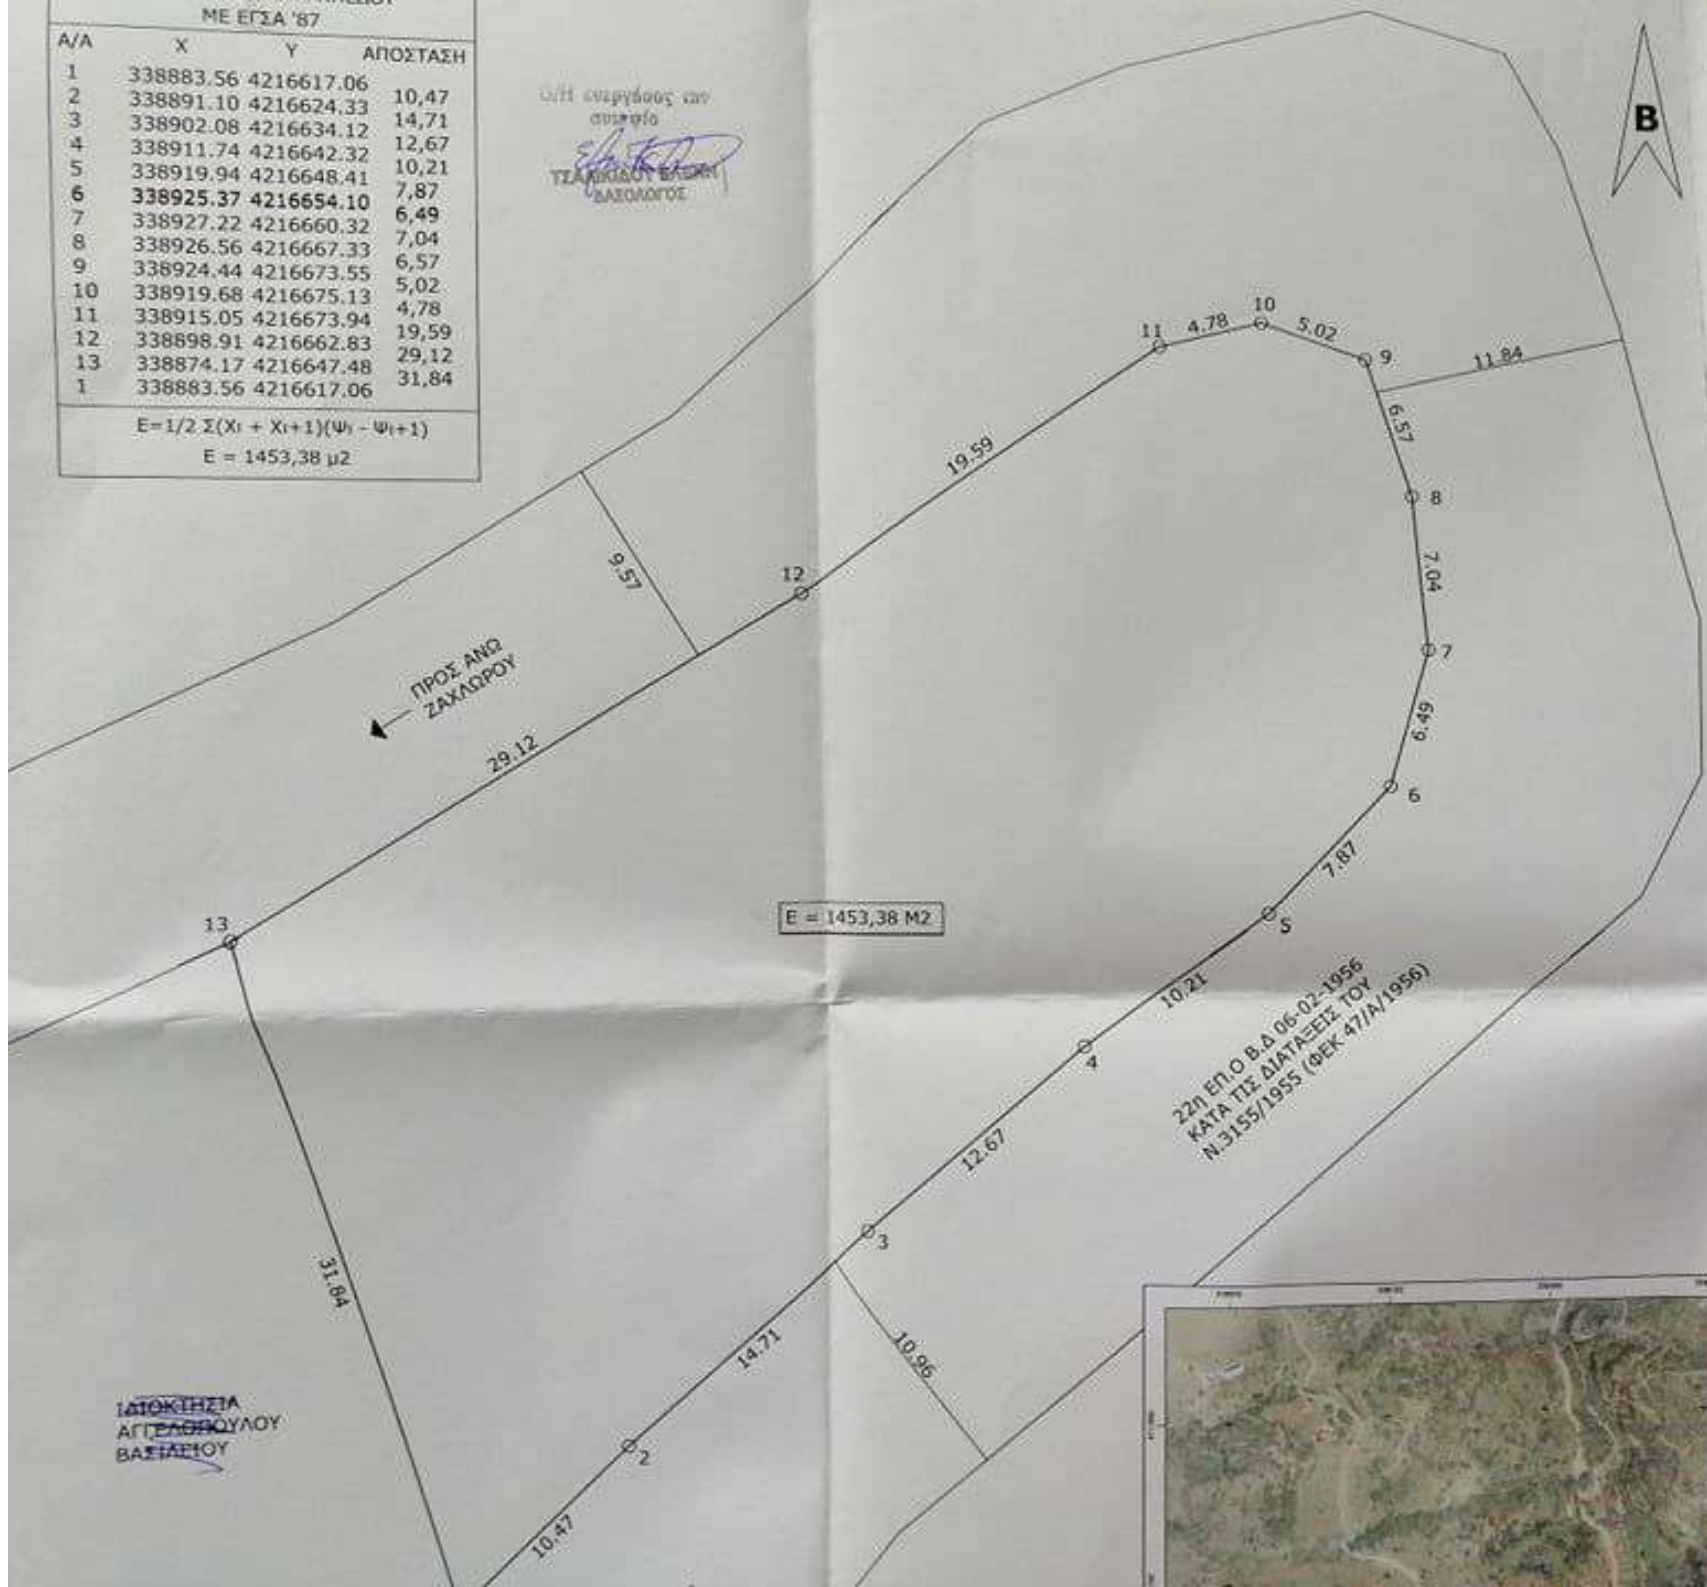 ΜΕ ΕΓΣΑ '87
Α/Α X Y ΑΠΟΣΤΑΣΗ
1 338883.56 4216617.06
10,47
2 338891.10 4216624.33
14,71
3 338902.08 4216634.12
12,67
4 338911.74 4216642.32
10,21
5 338919.94 4216648.41
7,87
6 338925.37 4216654.10
6,49
7 338927.22 4216660.32
7,04
8 338926.56 4216667.33
6,57
9 338924.44 4216673.55
5,02
10 338919.68 4216675.13
4,78
11 338915.05 4216673.94
19,59
12 338898.91 4216662.83
29,12
13 338874.17 4216647.48
31,84
1 338883.56 4216617.06
E=1/2 Σ(Xι + Xι+1)(Ψι - Ψι+1)
E = 1453,38 μ2
Ο/Η ενεργήσας την
αυτοψία
ΔΑΣΟΛΟΓΟΣ
B
10
11
4.78
5.02
9
11.84
6.57
19.59
8
9.57
12
7.04
7
ΠΡΟΣ ΑΝΩ
ΖΑΧΛΩΡΟΥ
6.49
29.12
6
7.87
13
E = 1453,38 M2
5
10.21
22η ΕΠ.Ο Β.Δ 06-02-1956
ΚΑΤΑ ΤΙΣ ΔΙΑΤΑΞΕΙΣ ΤΟΥ
Ν.3155/1955 (ΦΕΚ 47/Α/1956)
4
12.67
3
31.84
14.71
10.96
ΙΔΙΟΚΤΗΣΙΑ
ΑΓΓΕΛΟΠΟΥΛΟΥ
ΒΑΣΙΛΕΙΟΥ
2
10.47